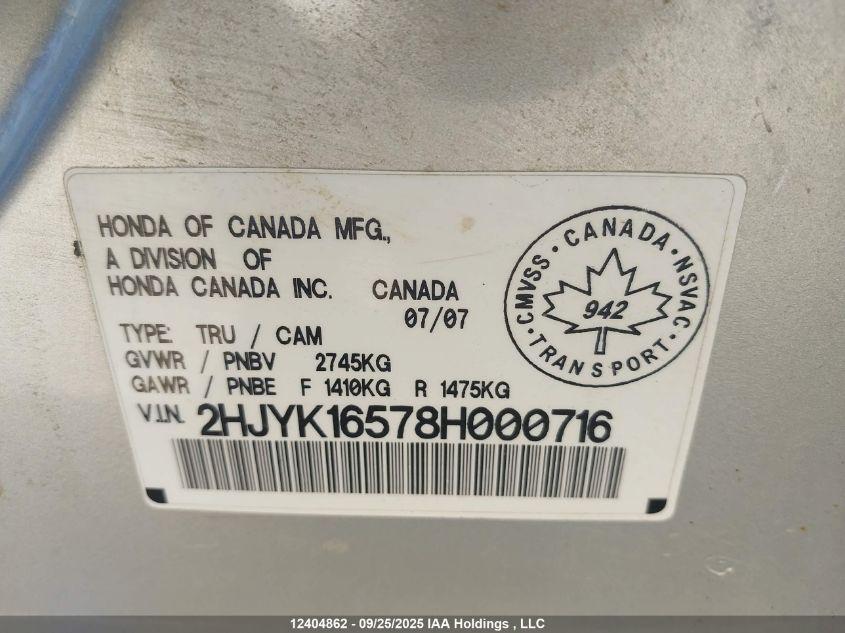 HONDA OF CANADA MFG.,
A DIVISION OF
HONDA CANADA INC. CANADA
07/07
TYPE: TRU / CAM
GVWR / PNBV 2745KG
GAWR / PNBE F 1410KG R 1475KG
V.I.N. 2HJYK16578H000716
CMVSS · CANADA · NSVAC · TRANSPORT ·
942
12404862 - 09/25/2025 IAA Holdings , LLC